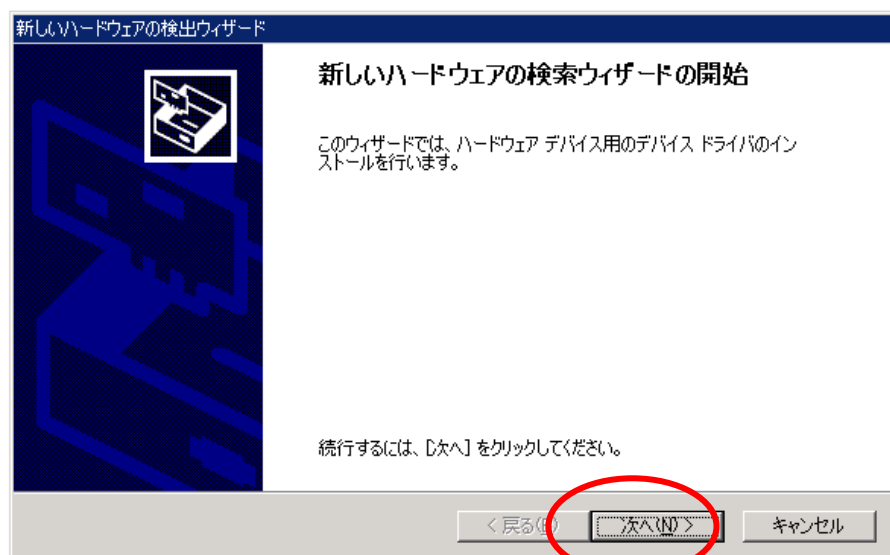 新しいハードウェアの検出ウィザード
新しいハードウェアの検索ウィザードの開始
このウィザードでは、ハードウェア デバイス用のデバイス ドライバのイン
ストールを行います。
続行するには、[次へ] をクリックしてください。
< 戻る(B) 次へ(N) > キャンセル